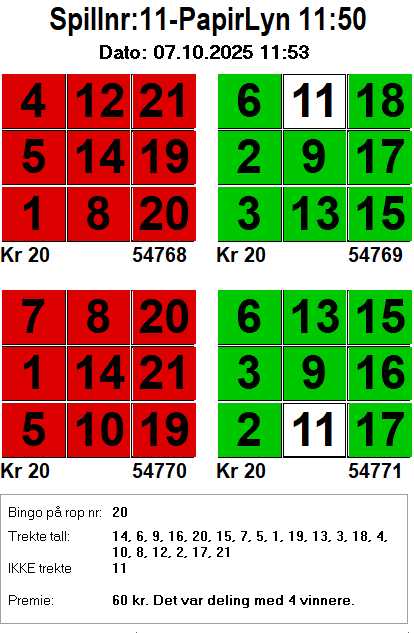 Spillnr:11-PapirLyn 11:50
Dato: 07.10.2025 11:53
4 12 21 6 11 18
5 14 19 2 9 17
1 8 20 3 13 15
Kr 20 54768 Kr 20 54769
7 8 20 6 13 15
1 14 21 3 9 16
5 10 19 2 11 17
Kr 20 54770 Kr 20 54771
Bingo på rop nr: 20
Trekte tall: 14, 6, 9, 16, 20, 15, 7, 5, 1, 19, 13, 3, 18, 4,
10, 8, 12, 2, 17, 21
IKKE trekte 11
Premie: 60 kr. Det var deling med 4 vinnere.